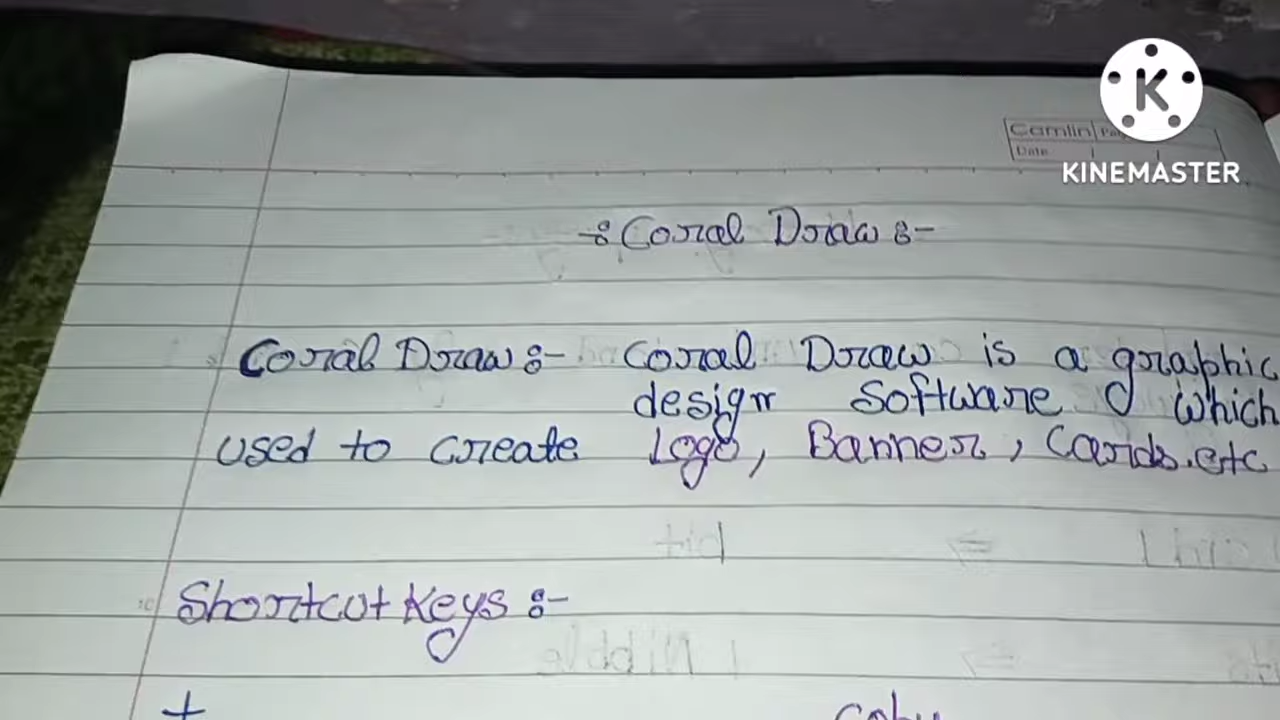 Camlin
Date
KINEMASTER
-: Coral Draw :-
Coral Draw :- Coral Draw is a graphic
design software which
used to create Logo, Banner, Cards.etc
Shortcut Keys :-
+ copy